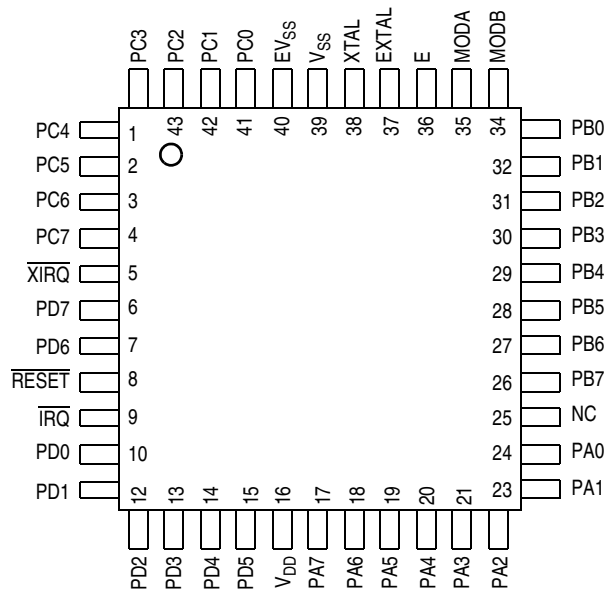 PC3
PC2
PC1
PC0
EVSS
VSS
XTAL
EXTAL
E
MODA
MODB
43
42
41
40
39
38
37
36
35
34
PC4
1
PC5
2
PC6
3
PC7
4
XIRQ
5
PD7
6
PD6
7
RESET
8
IRQ
9
PD0
10
PD1
PB0
32
PB1
31
PB2
30
PB3
29
PB4
28
PB5
27
PB6
26
PB7
25
NC
24
PA0
23
PA1
12
13
14
15
16
17
18
19
20
21
PD2
PD3
PD4
PD5
VDD
PA7
PA6
PA5
PA4
PA3
PA2